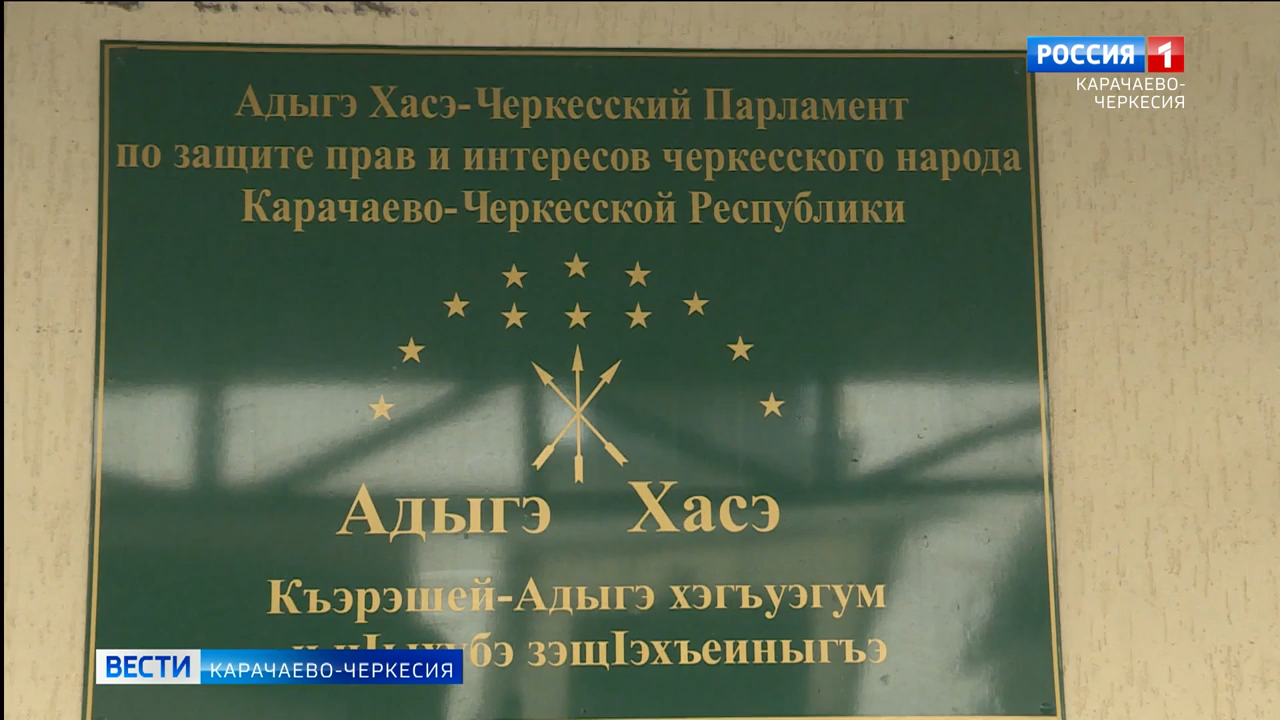 РОССИЯ 1
КАРАЧАЕВО-
ЧЕРКЕСИЯ
Адыгэ Хасэ-Черкесский Парламент
по защите прав и интересов черкесского народа
Карачаево-Черкесской Республики
Адыгэ Хасэ
Къэрэшей-Адыгэ хэгъуэгум
зэщIэхъеиныгъэ
ВЕСТИ КАРАЧАЕВО-ЧЕРКЕСИЯ